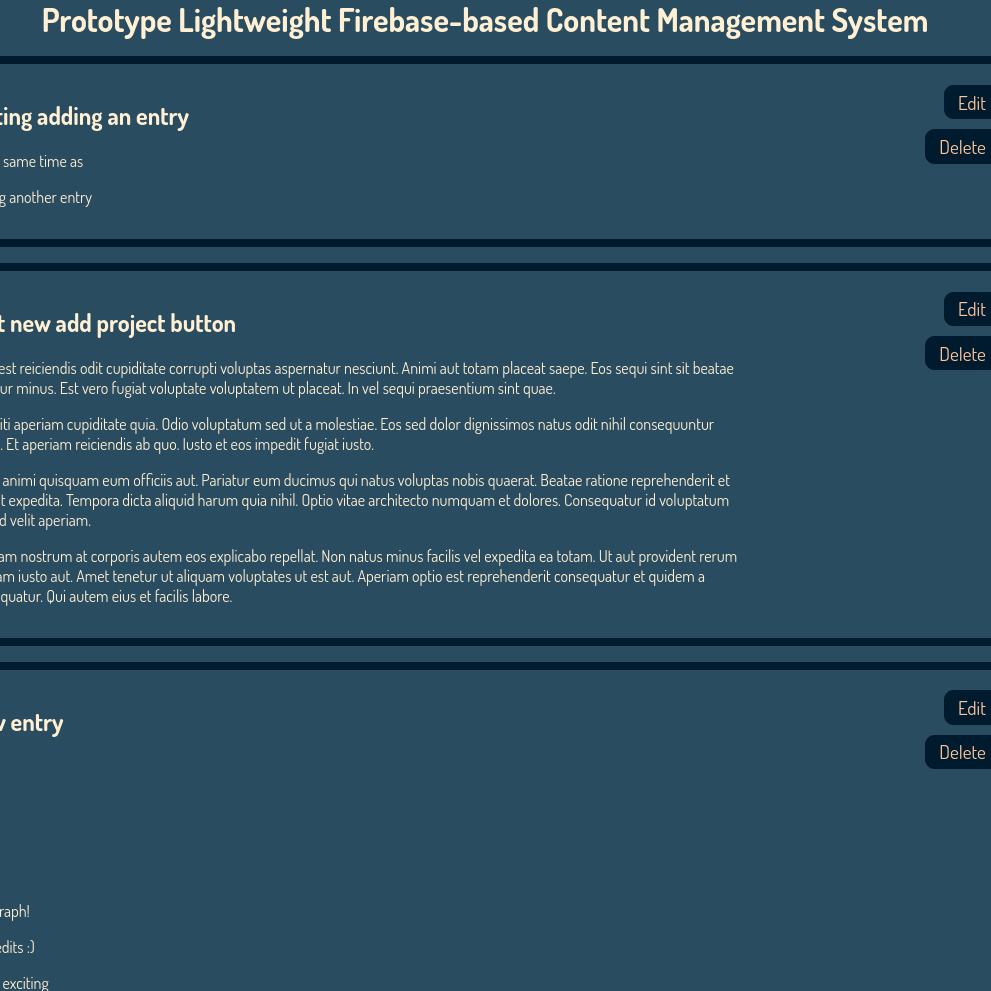 Prototype Lightweight Firebase-based Content Management System
ting adding an entry
Edit
Delete
same time as
g another entry
t new add project button
Edit
Delete
est reiciendis odit cupiditate corrupti voluptas aspernatur nesciunt. Animi aut totam placeat saepe. Eos sequi sint sit beatae
ur minus. Est vero fugiat voluptate voluptatem ut placeat. In vel sequi praesentium sint quae.
iti aperiam cupiditate quia. Odio voluptatum sed ut a molestiae. Eos sed dolor dignissimos natus odit nihil consequuntur
. Et aperiam reiciendis ab quo. Iusto et eos impedit fugiat iusto.
animi quisquam eum officiis aut. Pariatur eum ducimus qui natus voluptas nobis quaerat. Beatae ratione reprehenderit et
t expedita. Tempora dicta aliquid harum quia nihil. Optio vitae architecto numquam et dolores. Consequatur id voluptatum
d velit aperiam.
am nostrum at corporis autem eos explicabo repellat. Non natus minus facilis vel expedita ea totam. Ut aut provident rerum
am iusto aut. Amet tenetur ut aliquam voluptates ut est aut. Aperiam optio est reprehenderit consequatur et quidem a
quatur. Qui autem eius et facilis labore.
entry
Edit
Delete
raph!
edits :)
exciting